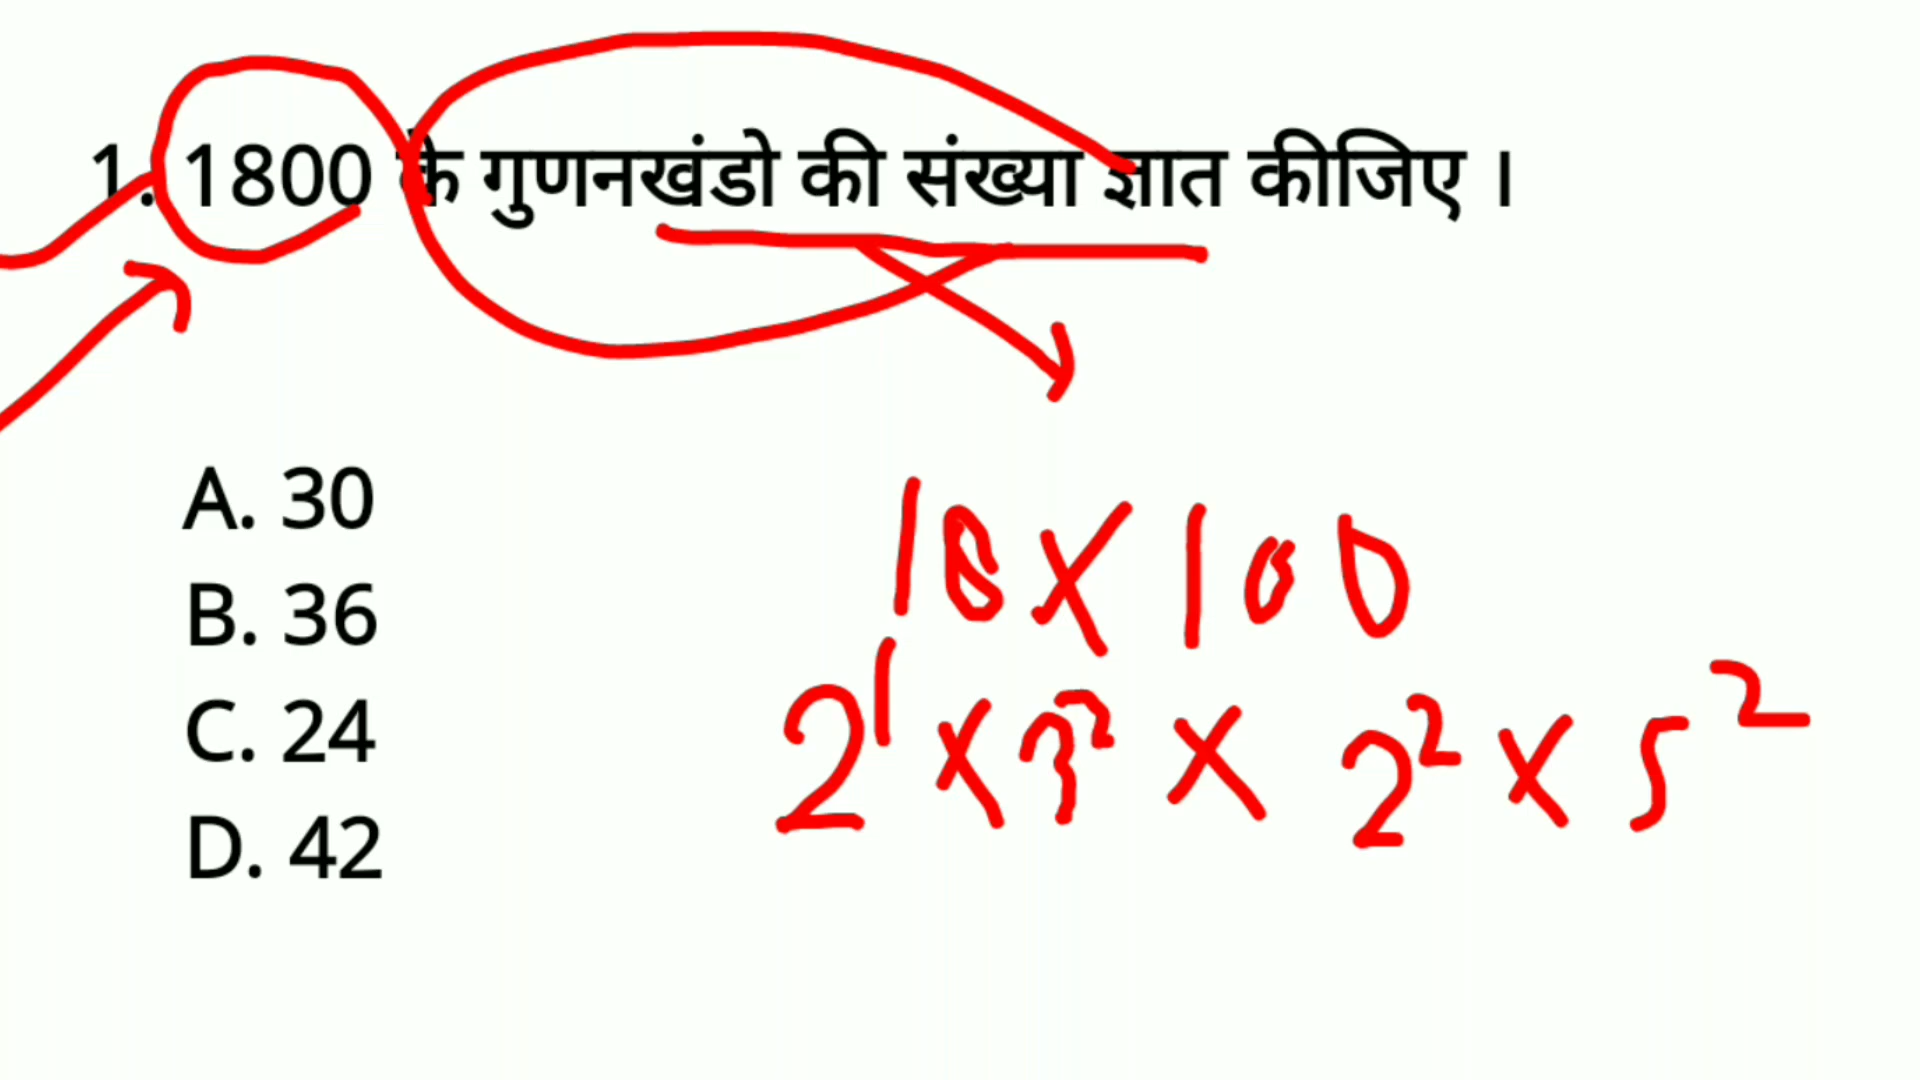 1. 1800 के गुणनखंडो की संख्या ज्ञात कीजिए ।
A. 30
B. 36
C. 24
D. 42
18 X 100
2¹ x 3² x 2² x 5²